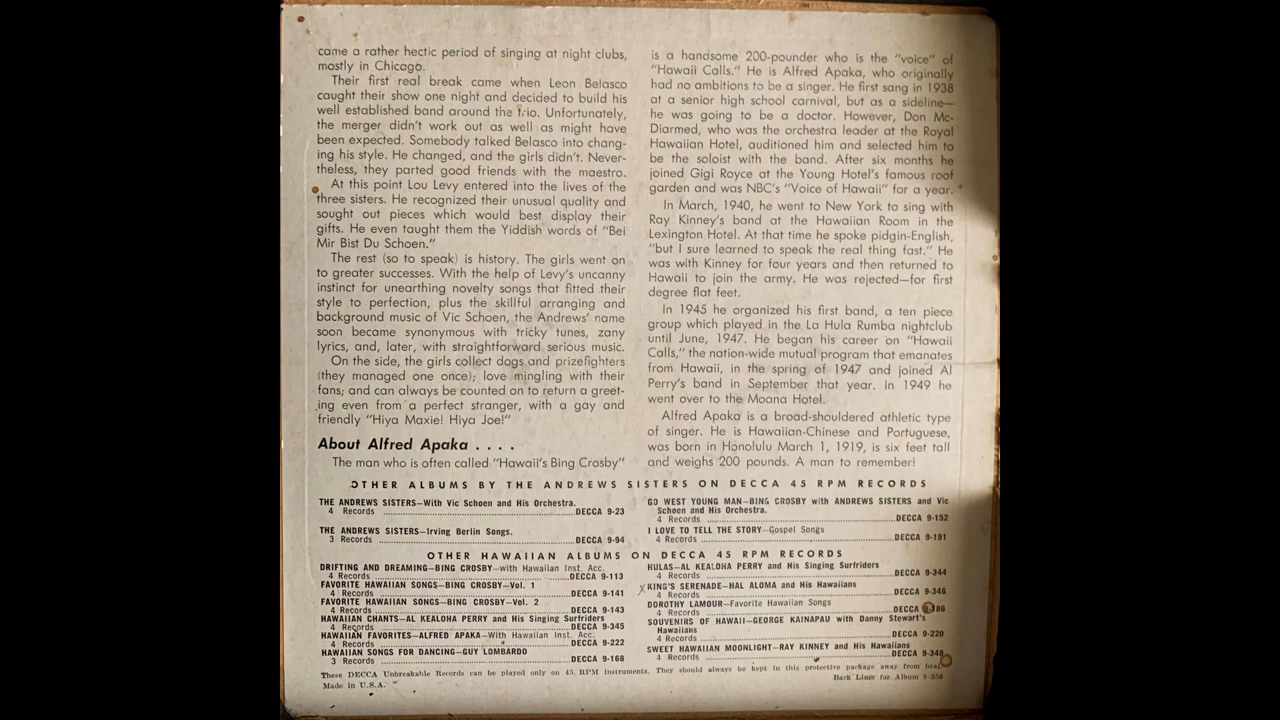 came a rather hectic period of singing at night clubs,
mostly in Chicago.
Their first real break came when Leon Belasco
caught their show one night and decided to build his
well established band around the trio. Unfortunately,
the merger didn't work out as well as might have
been expected. Somebody talked Belasco into chang-
ing his style. He changed, and the girls didn't. Never-
theless, they parted good friends with the maestro.
At this point Lou Levy entered into the lives of the
three sisters. He recognized their unusual quality and
sought out pieces which would best display their
gifts. He even taught them the Yiddish words of "Bei
Mir Bist Du Schoen."
The rest (so to speak) is history. The girls went on
to greater successes. With the help of Levy's uncanny
instinct for unearthing novelty songs that fitted their
style to perfection, plus the skillful arranging and
background music of Vic Schoen, the Andrews' name
soon became synonymous with tricky tunes, zany
lyrics, and, later, with straightforward serious music.
On the side, the girls collect dogs and prizefighters
(they managed one once); love mingling with their
fans; and can always be counted on to return a greet-
ing even from a perfect stranger, with a gay and
friendly "Hiya Maxie! Hiya Joe!"
About Alfred Apaka . . . .
The man who is often called "Hawaii's Bing Crosby"
is a handsome 200-pounder who is the "voice" of
"Hawaii Calls." He is Alfred Apaka, who originally
had no ambitions to be a singer. He first sang in 1938
at a senior high school carnival, but as a sideline—
he was going to be a doctor. However, Don Mc-
Diarmed, who was the orchestra leader at the Royal
Hawaiian Hotel, auditioned him and selected him to
be the soloist with the band. After six months he
joined Gigi Royce at the Young Hotel's famous roof
garden and was NBC's "Voice of Hawaii" for a year.
In March, 1940, he went to New York to sing with
Ray Kinney's band at the Hawaiian Room in the
Lexington Hotel. At that time he spoke pidgin-English,
"but I sure learned to speak the real thing fast." He
was with Kinney for four years and then returned to
Hawaii to join the army. He was rejected—for first
degree flat feet.
In 1945 he organized his first band, a ten piece
group which played in the La Hula Rumba nightclub
until June, 1947. He began his career on "Hawaii
Calls," the nation-wide mutual program that emanates
from Hawaii, in the spring of 1947 and joined Al
Perry's band in September that year. In 1949 he
went over to the Moana Hotel.
Alfred Apaka is a broad-shouldered athletic type
of singer. He is Hawaiian-Chinese and Portuguese,
was born in Honolulu March 1, 1919, is six feet tall
and weighs 200 pounds. A man to remember!
OTHER ALBUMS BY THE ANDREWS SISTERS ON DECCA 45 RPM RECORDS
THE ANDREWS SISTERS—With Vic Schoen and His Orchestra.
4 Records ........ DECCA 9-23
THE ANDREWS SISTERS—Irving Berlin Songs.
3 Records ........ DECCA 9-94
GO WEST YOUNG MAN—BING CROSBY with ANDREWS SISTERS and Vic
Schoen and His Orchestra.
4 Records ........ DECCA 9-152
I LOVE TO TELL THE STORY—Gospel Songs
4 Records ........ DECCA 9-191
OTHER HAWAIIAN ALBUMS ON DECCA 45 RPM RECORDS
DRIFTING AND DREAMING—BING CROSBY—with Hawaiian Inst. Acc.
4 Records ........ DECCA 9-113
FAVORITE HAWAIIAN SONGS—BING CROSBY—Vol. 1
4 Records ........ DECCA 9-141
FAVORITE HAWAIIAN SONGS—BING CROSBY—Vol. 2
4 Records ........ DECCA 9-143
HAWAIIAN CHANTS—AL KEALOHA PERRY and His Singing Surfriders
4 Records ........ DECCA 9-345
HAWAIIAN FAVORITES—ALFRED APAKA—With Hawaiian Inst. Acc.
4 Records ........ DECCA 9-222
HAWAIIAN SONGS FOR DANCING—GUY LOMBARDO
3 Records ........ DECCA 9-168
HULAS—AL KEALOHA PERRY and His Singing Surfriders
4 Records ........ DECCA 9-344
KING'S SERENADE—HAL ALOMA and His Hawaiians
4 Records ........ DECCA 9-346
DOROTHY LAMOUR—Favorite Hawaiian Songs
4 Records ........ DECCA
SOUVENIRS OF HAWAII—GEORGE KAINAPAU with Danny Stewart's
Hawaiians
4 Records ........ DECCA 9-220
SWEET HAWAIIAN MOONLIGHT—RAY KINNEY and His Hawaiians
4 Records ........ DECCA 9-348
These DECCA Unbreakable Records can be played only on 45 RPM instruments. They should always be kept in this protective package away from heat.
Made in U.S.A.
Back Liner for Album